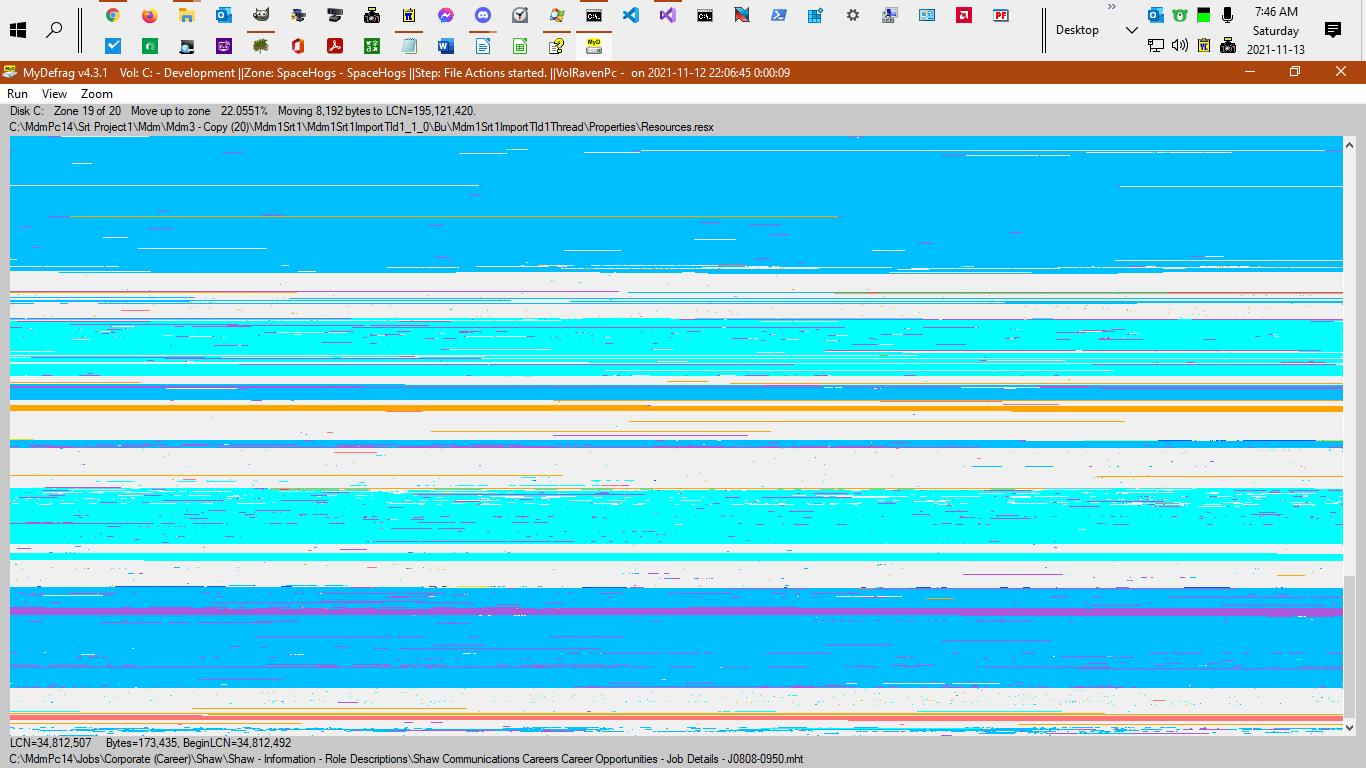 7:46 AM
Desktop
Saturday
2021-11-13
MyDefrag v4.3.1 Vol: C: - Development ||Zone: SpaceHogs - SpaceHogs ||Step: File Actions started. ||VolRavenPc - on 2021-11-12 22:06:45 0:00:09
Run View Zoom
Disk C: Zone 19 of 20 Move up to zone 22.0551% Moving 8,192 bytes to LCN=195,121,420.
C:\MdmPc14\Srt Project1\Mdm\Mdm3 - Copy (20)\Mdm1Srt1\Mdm1Srt1ImportTld1_1_0\Bu\Mdm1Srt1ImportTld1Thread\Properties\Resources.resx
LCN=34,812,507 Bytes=173,435, BeginLCN=34,812,492
C:\MdmPc14\Jobs\Corporate (Career)\Shaw\Shaw - Information - Role Descriptions\Shaw Communications Careers Career Opportunities - Job Details - J0808-0950.mht